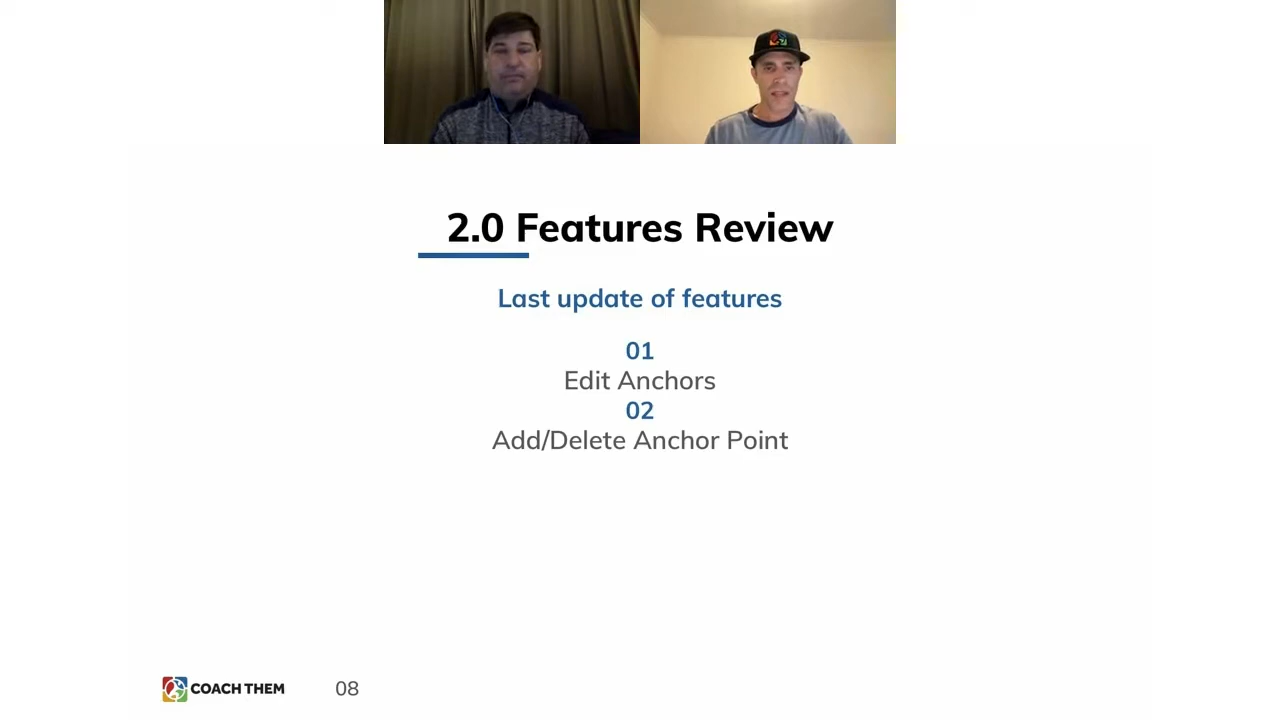 2.0 Features Review
Last update of features
01
Edit Anchors
02
Add/Delete Anchor Point
COACH THEM
08